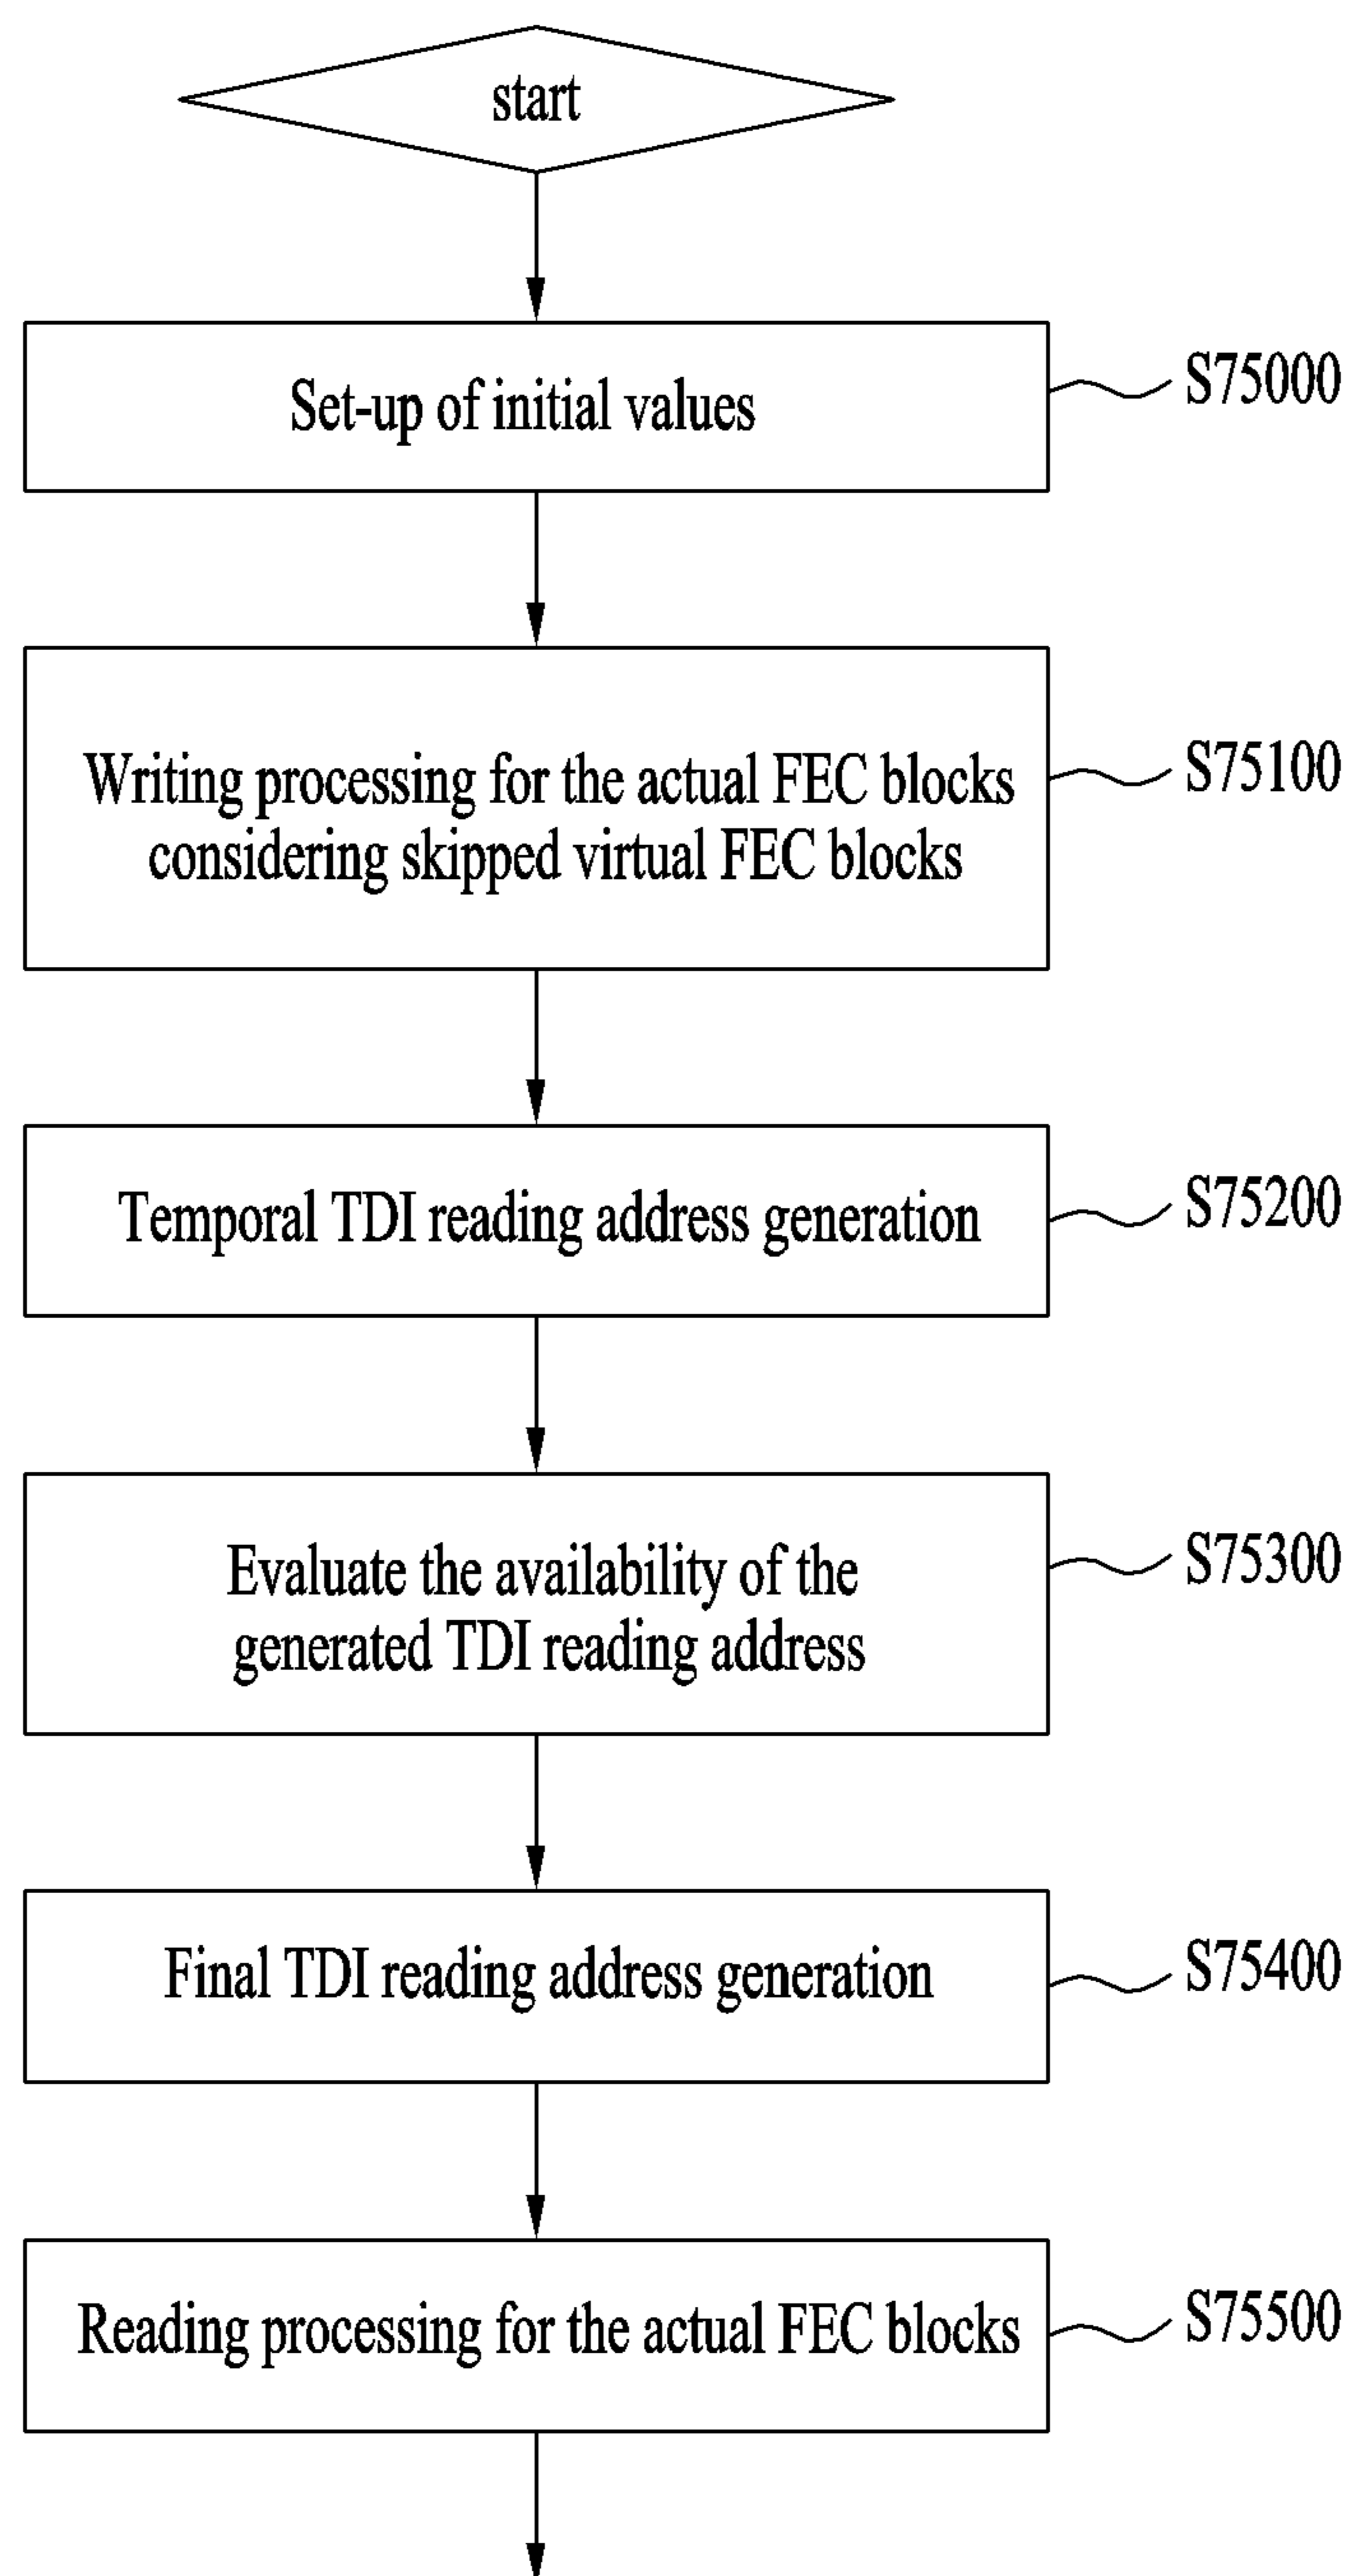 start
Set-up of initial values
S75000
Writing processing for the actual FEC blocks
considering skipped virtual FEC blocks
S75100
Temporal TDI reading address generation
S75200
Evaluate the availability of the
generated TDI reading address
S75300
Final TDI reading address generation
S75400
Reading processing for the actual FEC blocks
S75500